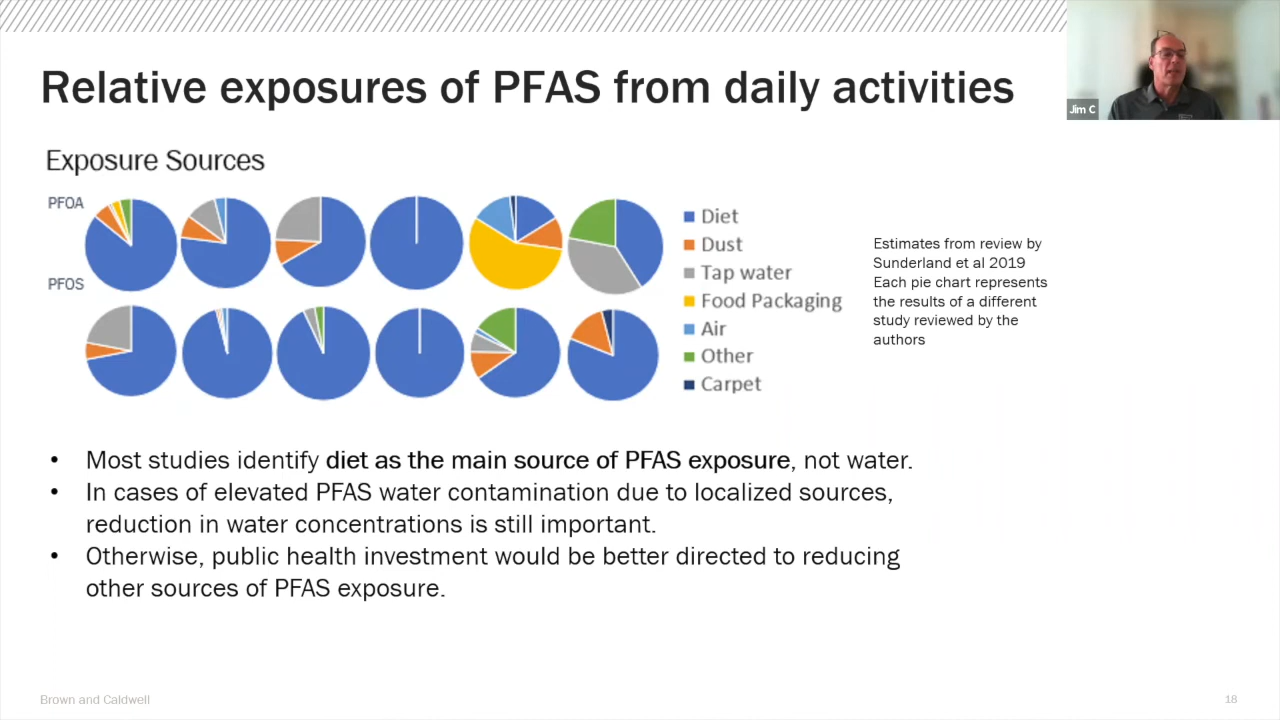 Relative exposures of PFAS from daily activities
Jim C
Exposure Sources
PFOA
PFOS
Diet
Dust
Tap water
Food Packaging
Air
Other
Carpet
Estimates from review by
Sunderland et al 2019
Each pie chart represents
the results of a different
study reviewed by the
authors
• Most studies identify diet as the main source of PFAS exposure, not water.
• In cases of elevated PFAS water contamination due to localized sources,
reduction in water concentrations is still important.
• Otherwise, public health investment would be better directed to reducing
other sources of PFAS exposure.
Brown and Caldwell
18